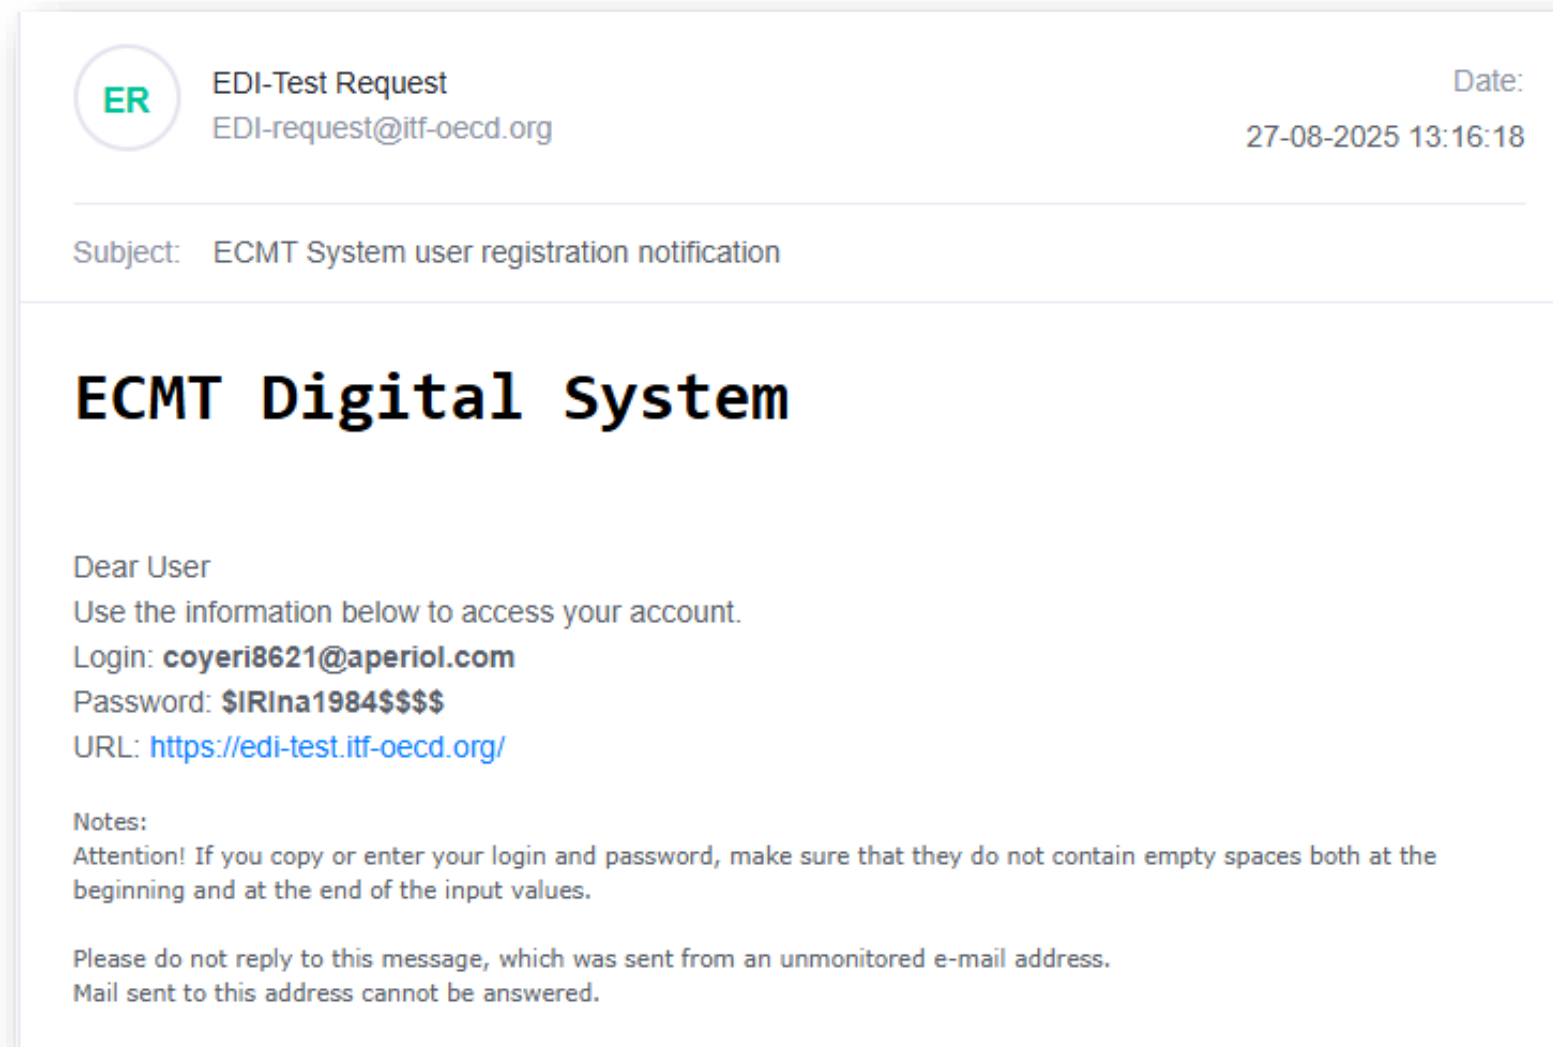 ER
EDI-Test Request
EDI-request@itf-oecd.org
Date:
27-08-2025 13:16:18
Subject: ECMT System user registration notification
ECMT Digital System
Dear User
Use the information below to access your account.
Login: coyeri8621@aperiol.com
Password: $IRIna1984$$$$
URL: https://edi-test.itf-oecd.org/
Notes:
Attention! If you copy or enter your login and password, make sure that they do not contain empty spaces both at the
beginning and at the end of the input values.
Please do not reply to this message, which was sent from an unmonitored e-mail address.
Mail sent to this address cannot be answered.